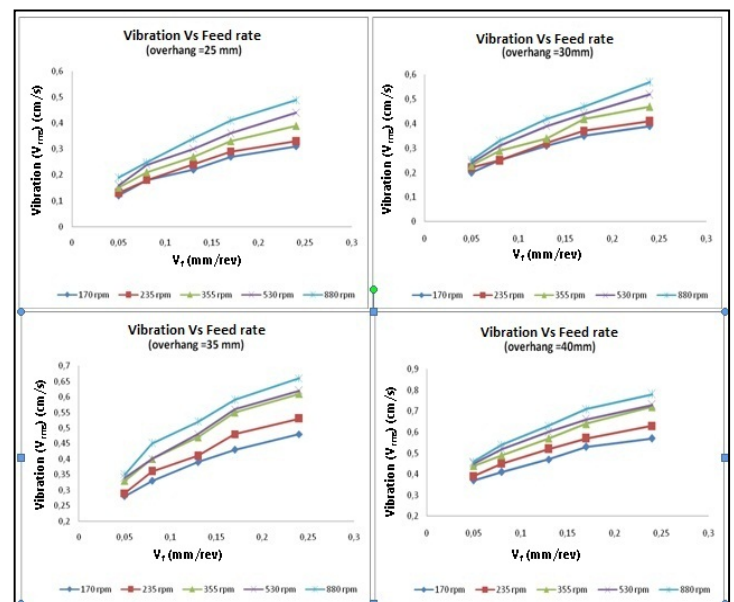 Vibration Vs Feed rate
(overhang =25 mm)
0,6
0,5
0,4
0,3
0,2
0,1
0
Vibration (Vrms) (cm/s)
0 0,05 0,1 0,15 0,2 0,25 0,3
Vf (mm/rev)
170 rpm 235 rpm 355 rpm 530 rpm 880 rpm
Vibration Vs Feed rate
(overhang =30mm)
0,6
0,5
0,4
0,3
0,2
0,1
0
Vibration (Vrms) (cm/s)
0 0,05 0,1 0,15 0,2 0,25 0,3
Vf (mm/rev)
170 rpm 235 rpm 355 rpm 530 rpm 880 rpm
Vibration Vs Feed rate
(overhang =35 mm)
0,7
0,65
0,6
0,55
0,5
0,45
0,4
0,35
0,3
0,25
0,2
Vibration (Vrms) (cm/s)
0 0,05 0,1 0,15 0,2 0,25 0,3
Vf (mm/rev)
170 rpm 235 rpm 355 rpm 530 rpm 880 rpm
Vibration Vs Feed rate
(overhang =40mm)
0,9
0,8
0,7
0,6
0,5
0,4
0,3
0,2
Vibration (Vrms) (cm/s)
0 0,05 0,1 0,15 0,2 0,25 0,3
Vf (mm/rev)
170 rpm 235 rpm 355 rpm 530 rpm 880 rpm